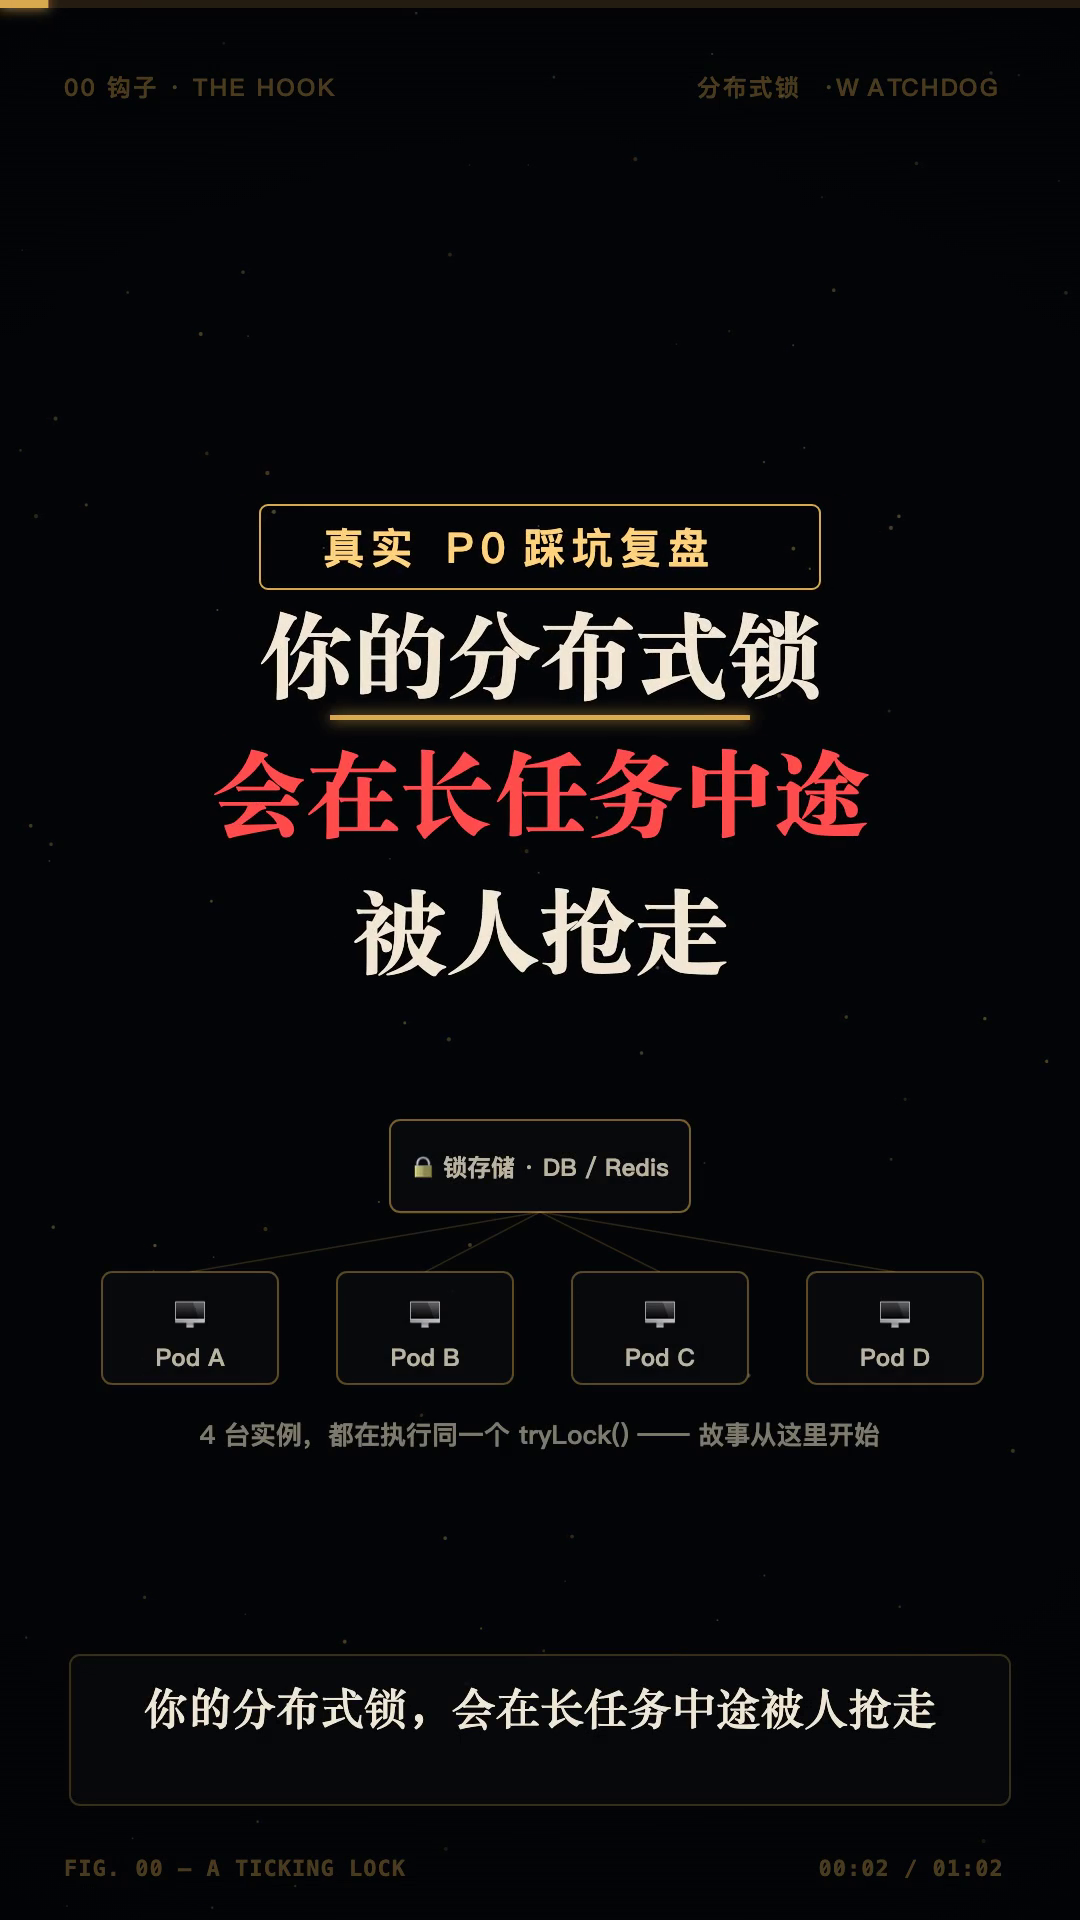 00 钩子 · THE HOOK
分布式锁 · WATCHDOG
真实 P0 踩坑复盘
你的分布式锁
会在长任务中途
被人抢走
锁存储 · DB / Redis
Pod A
Pod B
Pod C
Pod D
4 台实例，都在执行同一个 tryLock() —— 故事从这里开始
你的分布式锁，会在长任务中途被人抢走
FIG. 00 — A TICKING LOCK
00:02 / 01:02